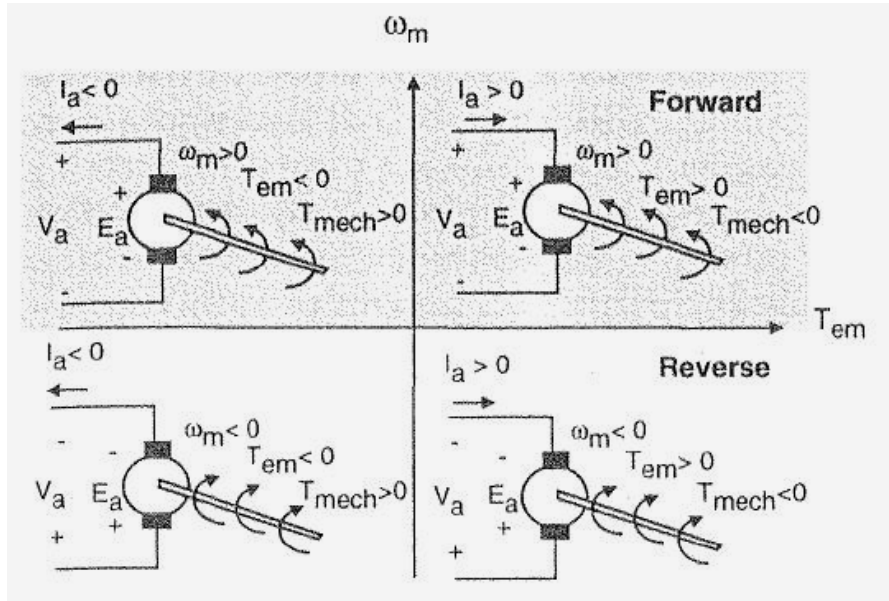 ωm
Ia<0
Ia > 0
Forward
+
+
ωm>0
ωm> 0
Tem<0
Tem> 0
+
+
Tmech>0
Tmech<0
Va
Ea
Va
Ea
-
-
-
-
Tem
Ia< 0
Ia > 0
Reverse
-
-
ωm< 0
ωm< 0
Tem< 0
Tem> 0
-
-
Tmech>0
Tmech<0
Va
Ea
Va
Ea
+
+
+
+